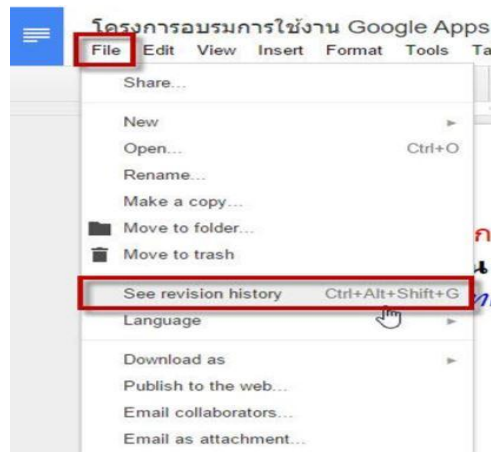 โครงการอบรมการใช้งาน Google Apps
File Edit View Insert Format Tools Ta
Share...
New
Open... Ctrl+O
Rename...
Make a copy...
Move to folder...
Move to trash
See revision history Ctrl+Alt+Shift+G
Language
Download as
Publish to the web...
Email collaborators...
Email as attachment...